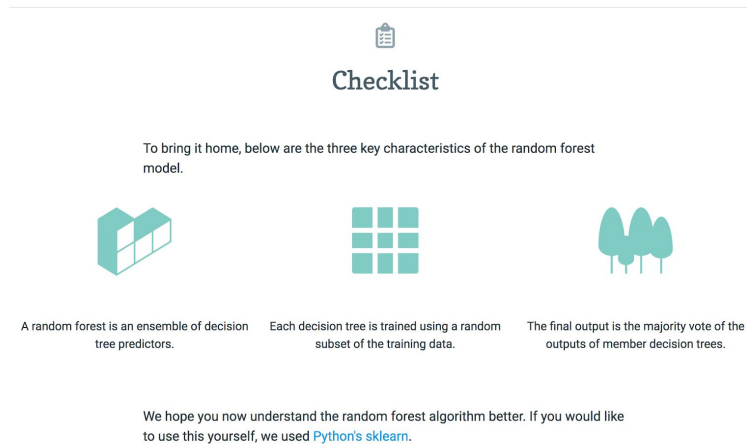 Checklist
To bring it home, below are the three key characteristics of the random forest
model.
A random forest is an ensemble of decision
tree predictors.
Each decision tree is trained using a random
subset of the training data.
The final output is the majority vote of the
outputs of member decision trees.
We hope you now understand the random forest algorithm better. If you would like
to use this yourself, we used Python's sklearn.